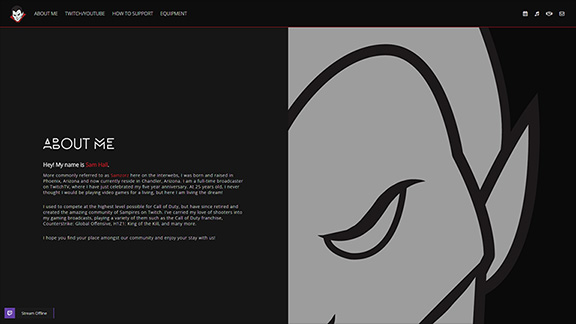 ABOUT ME TWITCH/YOUTUBE HOW TO SUPPORT EQUIPMENT
ABOUT ME
Hey! My name is Sam Hall.
More commonly referred to as here on the interwebs, I was born and raised in
Phoenix, Arizona and now currently reside in Chandler, Arizona. I am a full-time broadcaster
on TwitchTV, where I have just celebrated my five year anniversary. At 25 years old, I never
thought I would be playing video games for a living, but here I am living the dream!
I used to compete at the highest level possible for Call of Duty, but have since retired and
created the amazing community of Sampires on Twitch. I've carried my love of shooters into
my gaming broadcasts, playing a variety of them such as the Call of Duty franchise,
Counterstrike: Global Offensive, H1Z1: King of the Kill, and many more.
I hope you find your place amongst our community and enjoy your stay with us!
Stream Offline